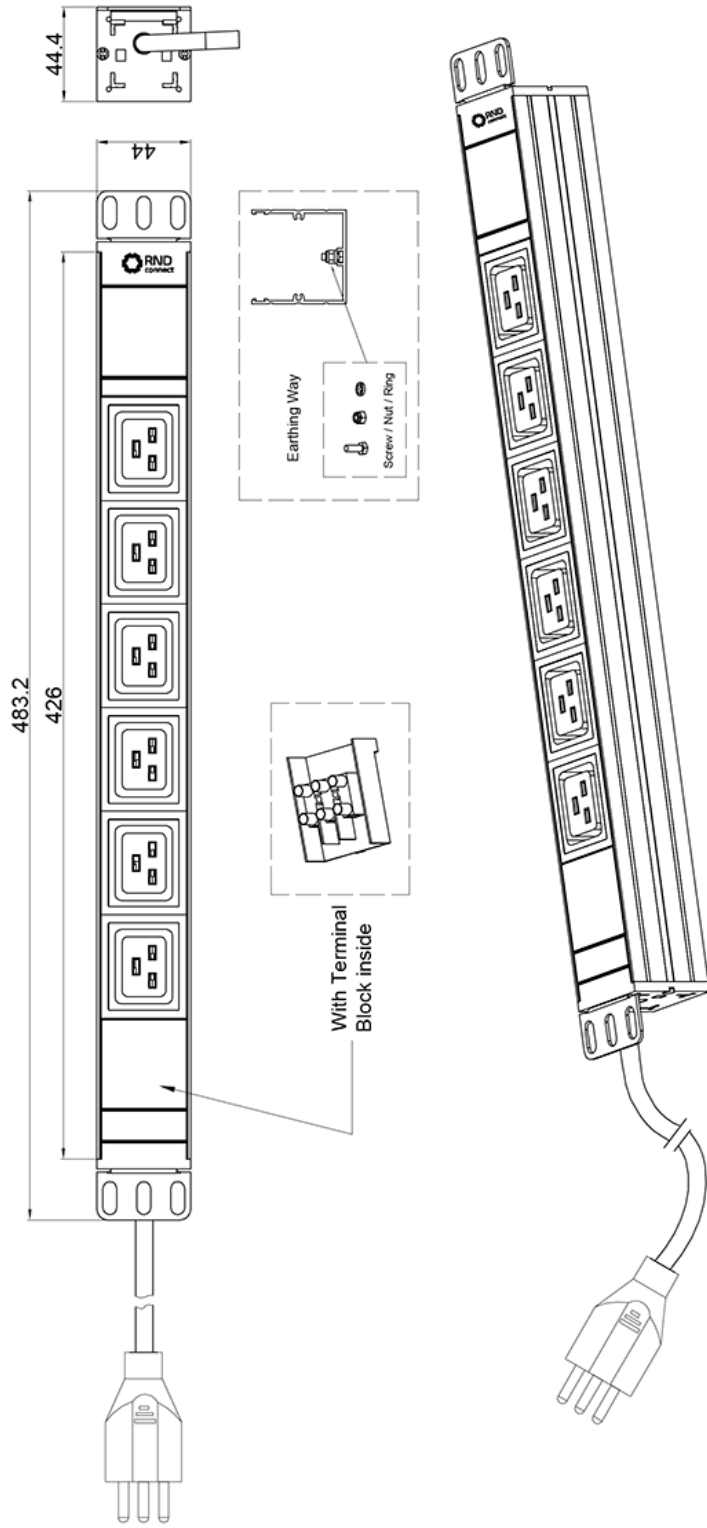 44.4
44
483.2
426
RND
connect
Earthing Way
Screw / Nut / Ring
With Terminal
Block inside
RND
connect